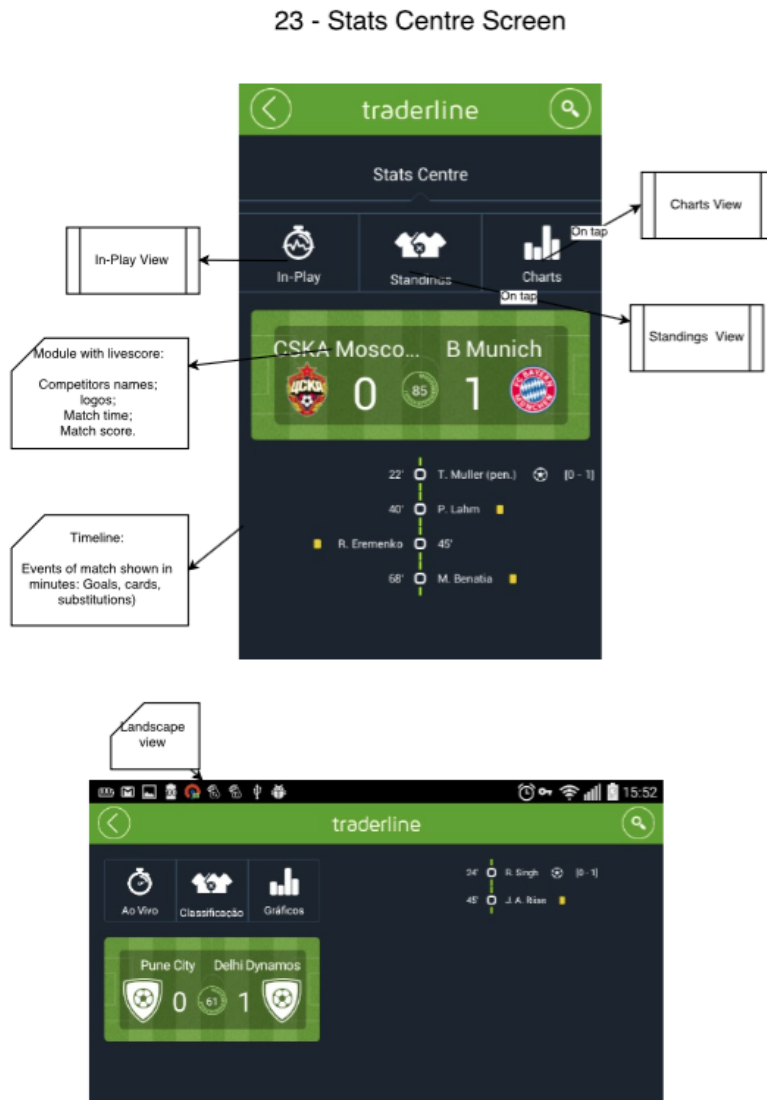 23 - Stats Centre Screen
traderline
Stats Centre
Charts View
On tap
In-Play View
In-Play
Standings
Charts
On tap
Standings View
Module with livescore:
Competitors names;
logos;
Match time;
Match score.
CSKA Mosco... B Munich
0 85 1
22' T. Muller (pen.) [0 - 1]
40' P. Lahm
R. Eremenko 45'
68' M. Benatia
Timeline:
Events of match shown in
minutes: Goals, cards,
substitutions)
Landscape
view
15:52
traderline
Ao Vivo Classificação Gráficos
24' R. Singh [0 - 1]
45' J. A. Riise
Pune City Delhi Dynamos
0 61 1